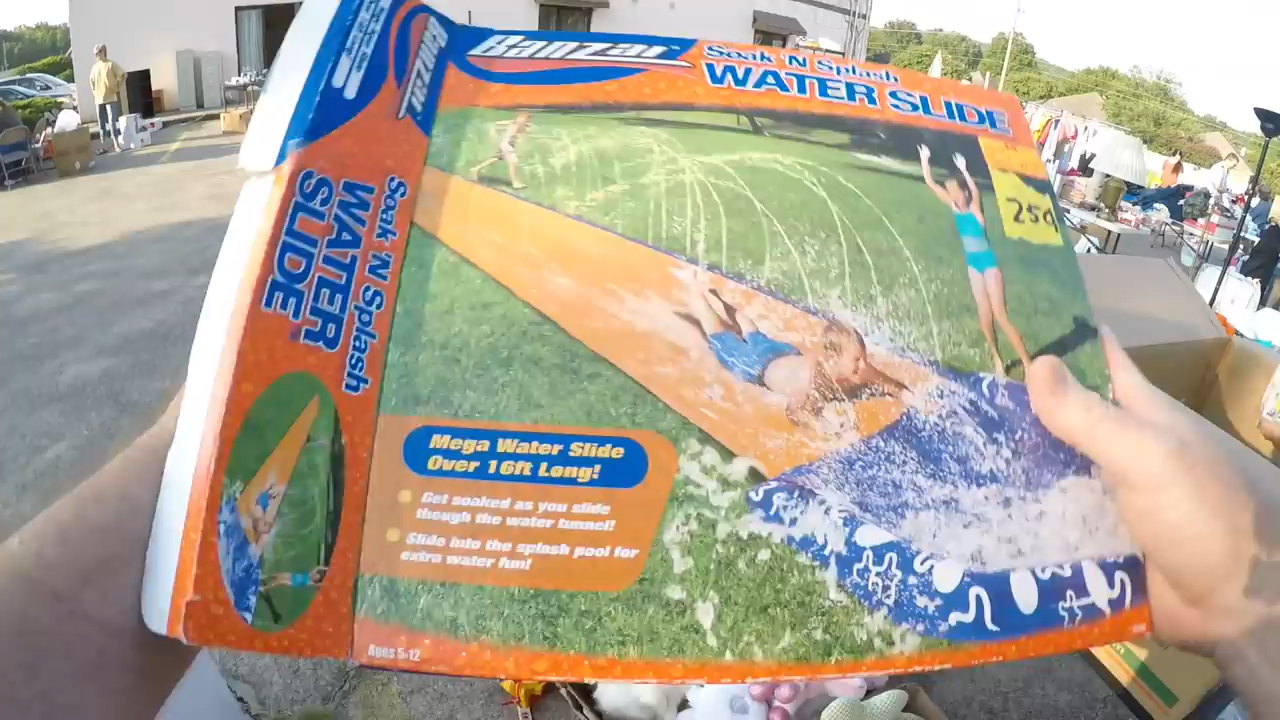 Banzai
Soak 'N Splash
WATER SLIDE
BANZAI
Soak 'N Splash
WATER
SLIDE
25¢
Mega Water Slide
Over 16ft Long!
Get soaked as you slide
though the water tunnel!
Slide into the splash pool for
extra water fun!
Ages 5-12